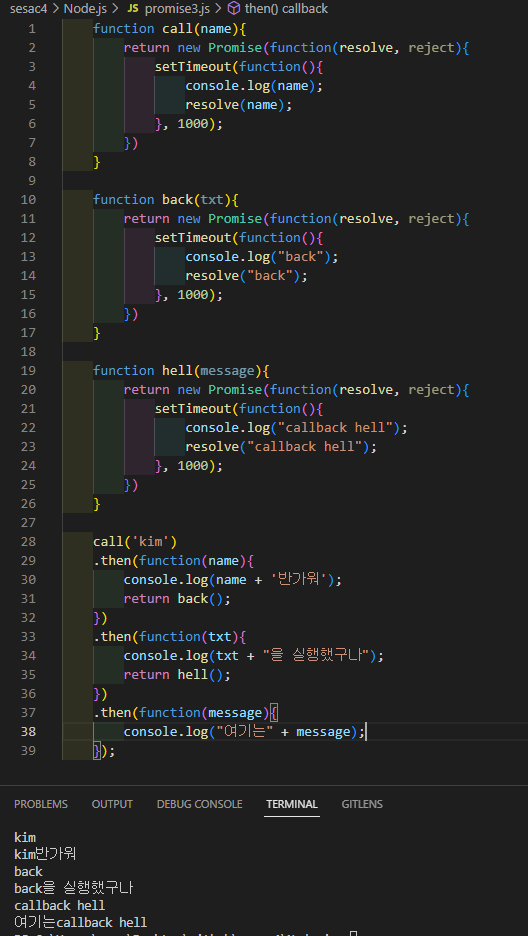 sesac4 > Node.js > JS promise3.js > then() callback
1 function call(name){
2 return new Promise(function(resolve, reject){
3 setTimeout(function(){
4 console.log(name);
5 resolve(name);
6 }, 1000);
7 })
8 }
9
10 function back(txt){
11 return new Promise(function(resolve, reject){
12 setTimeout(function(){
13 console.log("back");
14 resolve("back");
15 }, 1000);
16 })
17 }
18
19 function hell(message){
20 return new Promise(function(resolve, reject){
21 setTimeout(function(){
22 console.log("callback hell");
23 resolve("callback hell");
24 }, 1000);
25 })
26 }
27
28 call('kim')
29 .then(function(name){
30 console.log(name + '반가워');
31 return back();
32 })
33 .then(function(txt){
34 console.log(txt + "을 실행했구나");
35 return hell();
36 })
37 .then(function(message){
38 console.log("여기는" + message);
39 });
PROBLEMS OUTPUT DEBUG CONSOLE TERMINAL GITLENS
kim
kim반가워
back
back을 실행했구나
callback hell
여기는callback hell